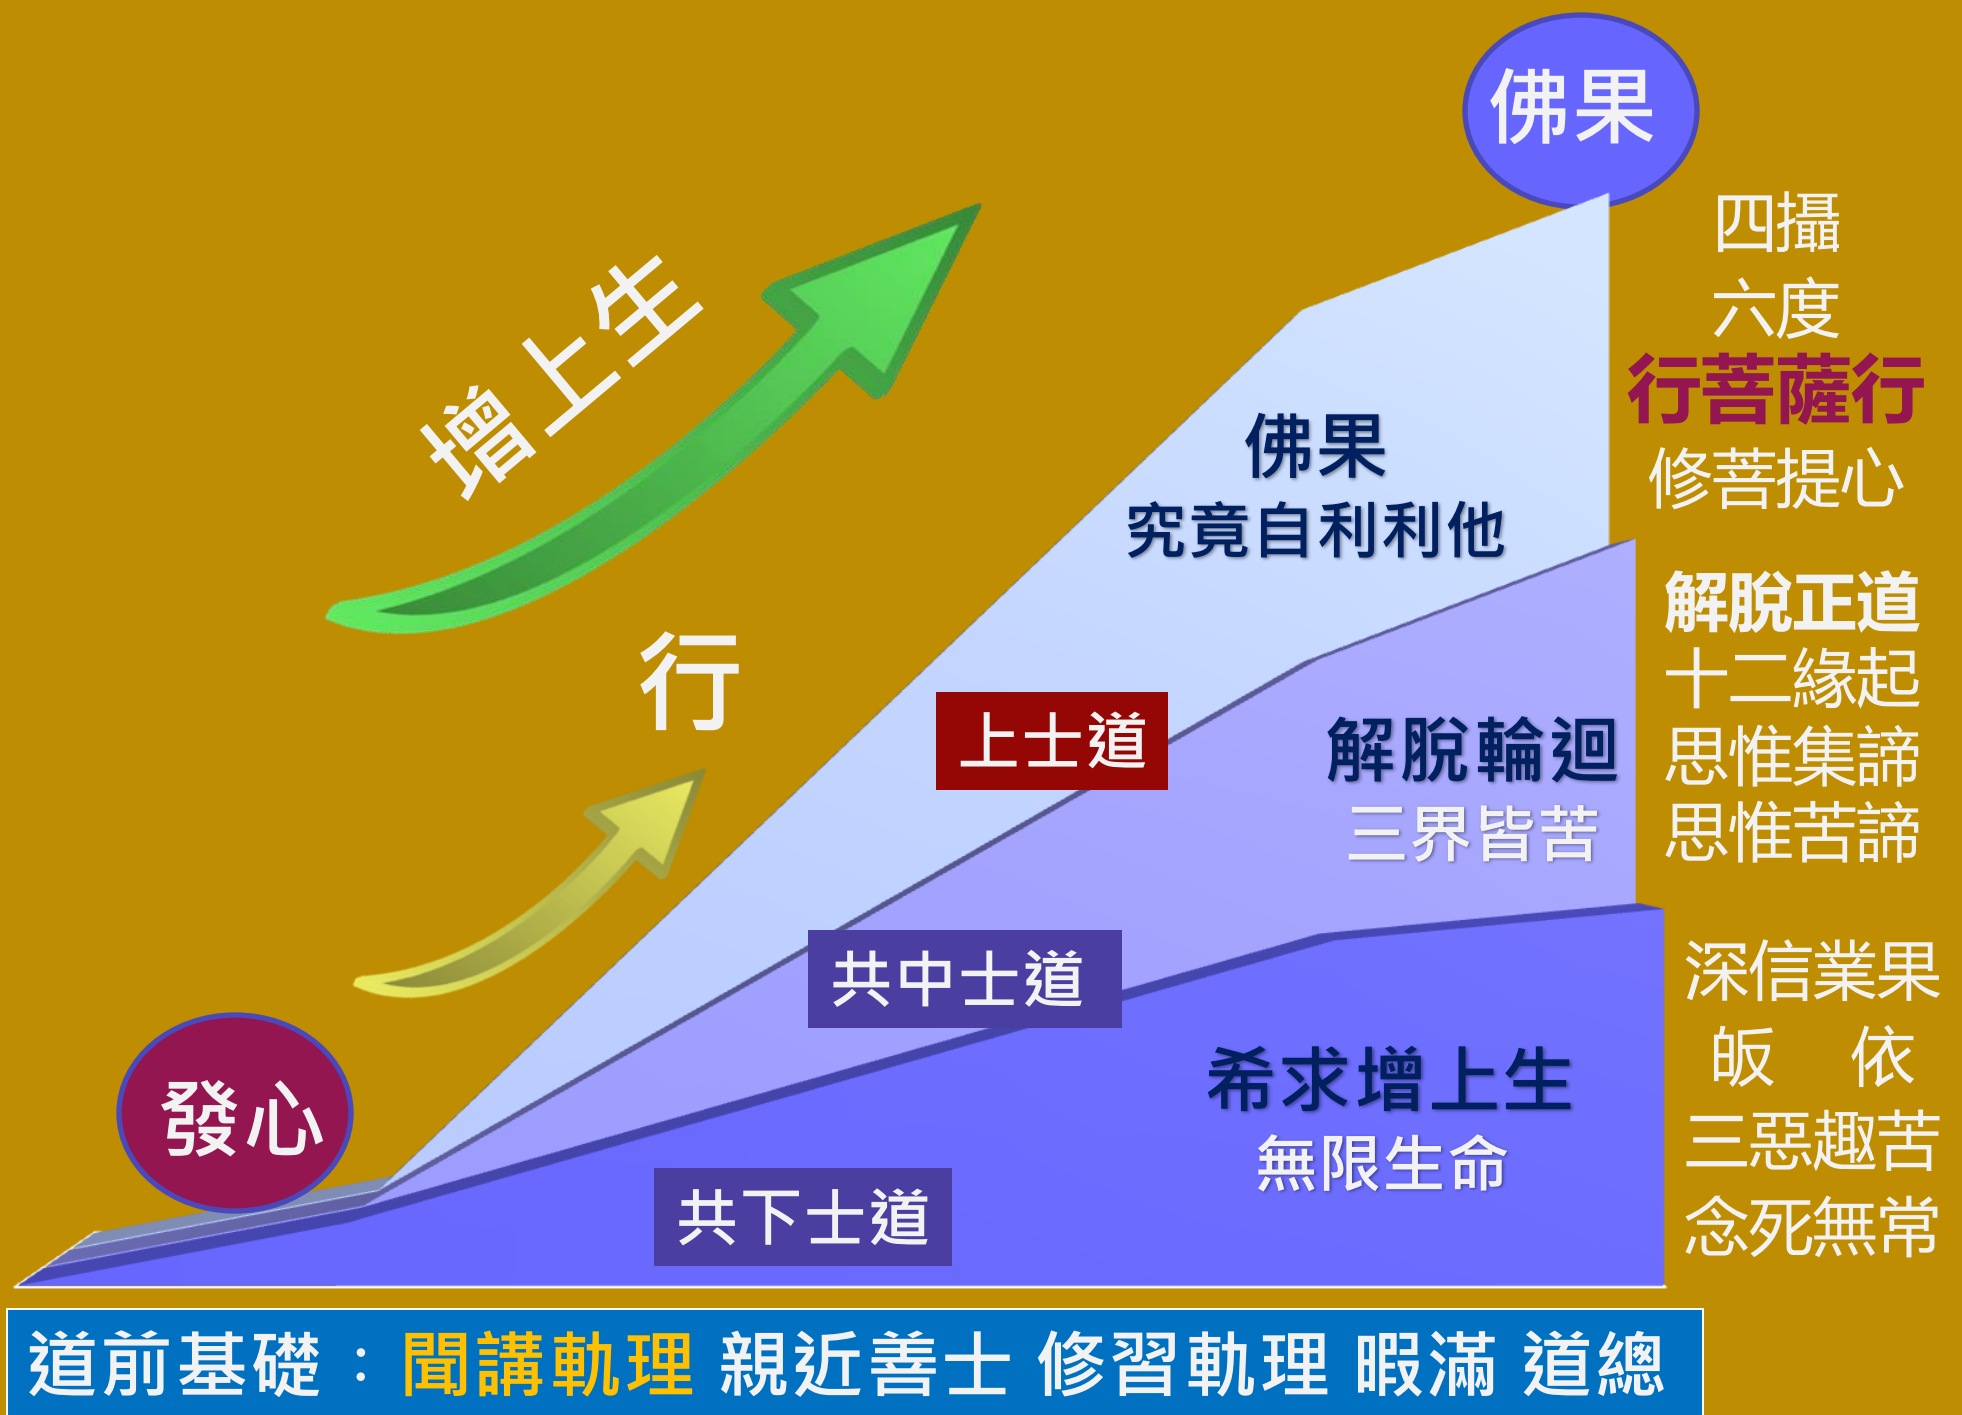 佛果
四攝
六度
行菩薩行
修菩提心
增上生
佛果
究竟自利利他
解脫正道
十二緣起
思惟集諦
思惟苦諦
行
上士道
解脫輪迴
三界皆苦
共中士道
深信業果
皈 依
三惡趣苦
念死無常
發心
希求增上生
無限生命
共下士道
道前基礎：聞講軌理 親近善士 修習軌理 暇滿 道總